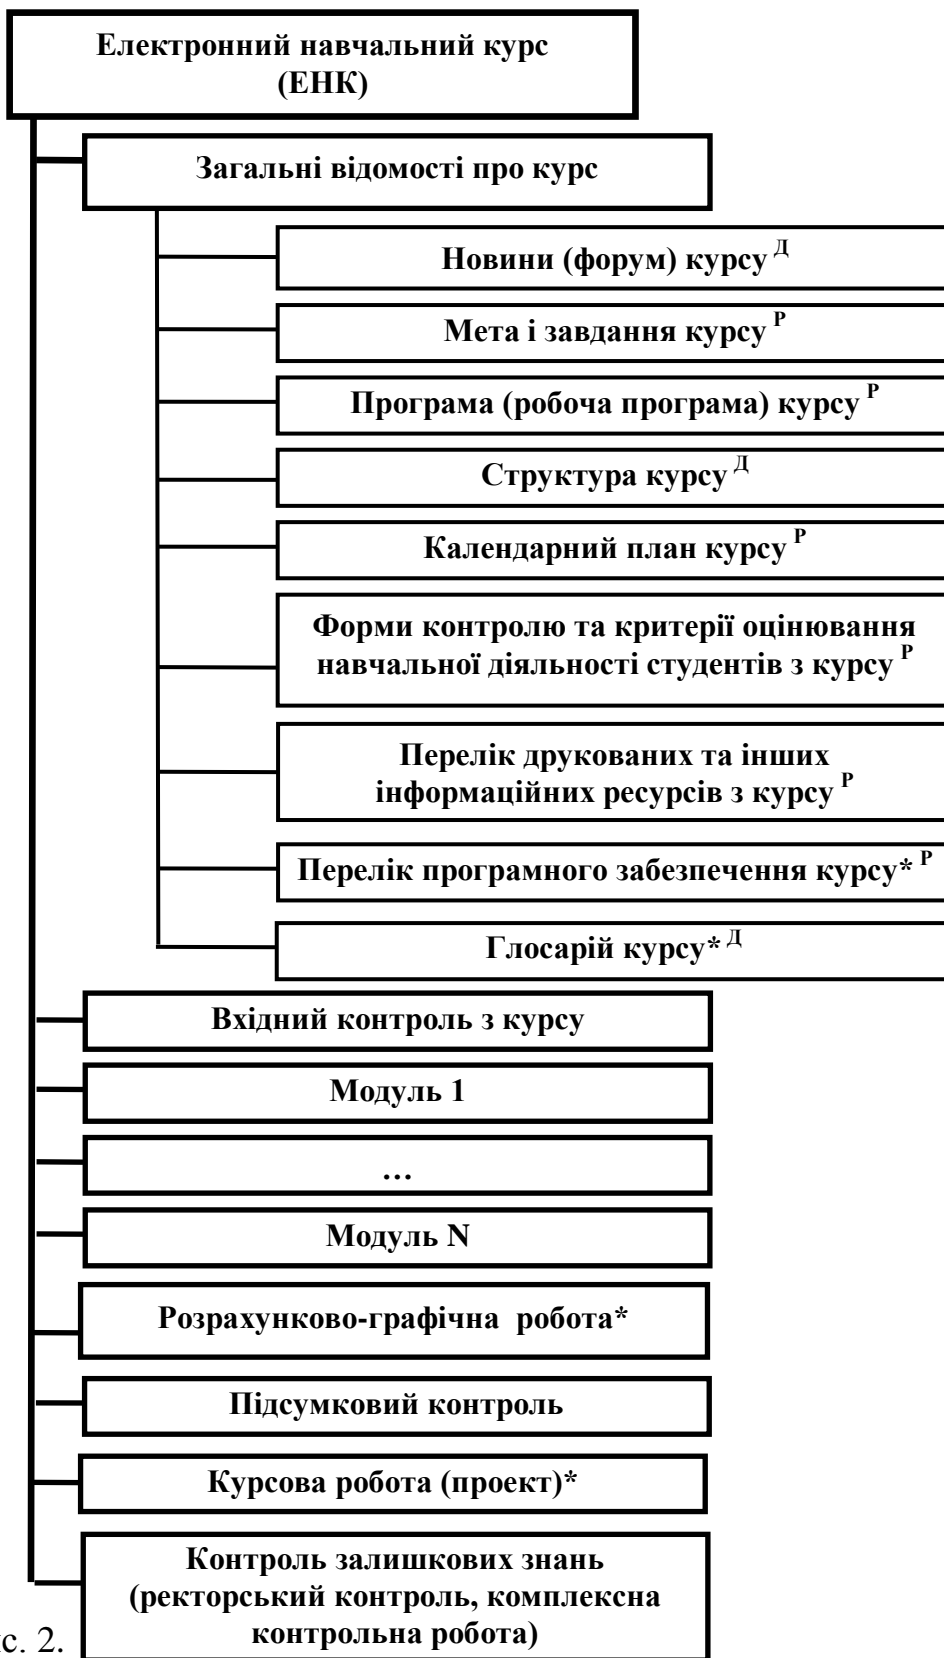 Електронний навчальний курс
(ЕНК)
Загальні відомості про курс
Новини (форум) курсу Д
Мета і завдання курсу Р
Програма (робоча програма) курсу Р
Структура курсу Д
Календарний план курсу Р
Форми контролю та критерії оцінювання
навчальної діяльності студентів з курсу Р
Перелік друкованих та інших
інформаційних ресурсів з курсу Р
Перелік програмного забезпечення курсу* Р
Глосарій курсу* Д
Вхідний контроль з курсу
Модуль 1
…
Модуль N
Розрахунково-графічна робота*
Підсумковий контроль
Курсова робота (проект)*
Контроль залишкових знань
(ректорський контроль, комплексна
контрольна робота)
с. 2.